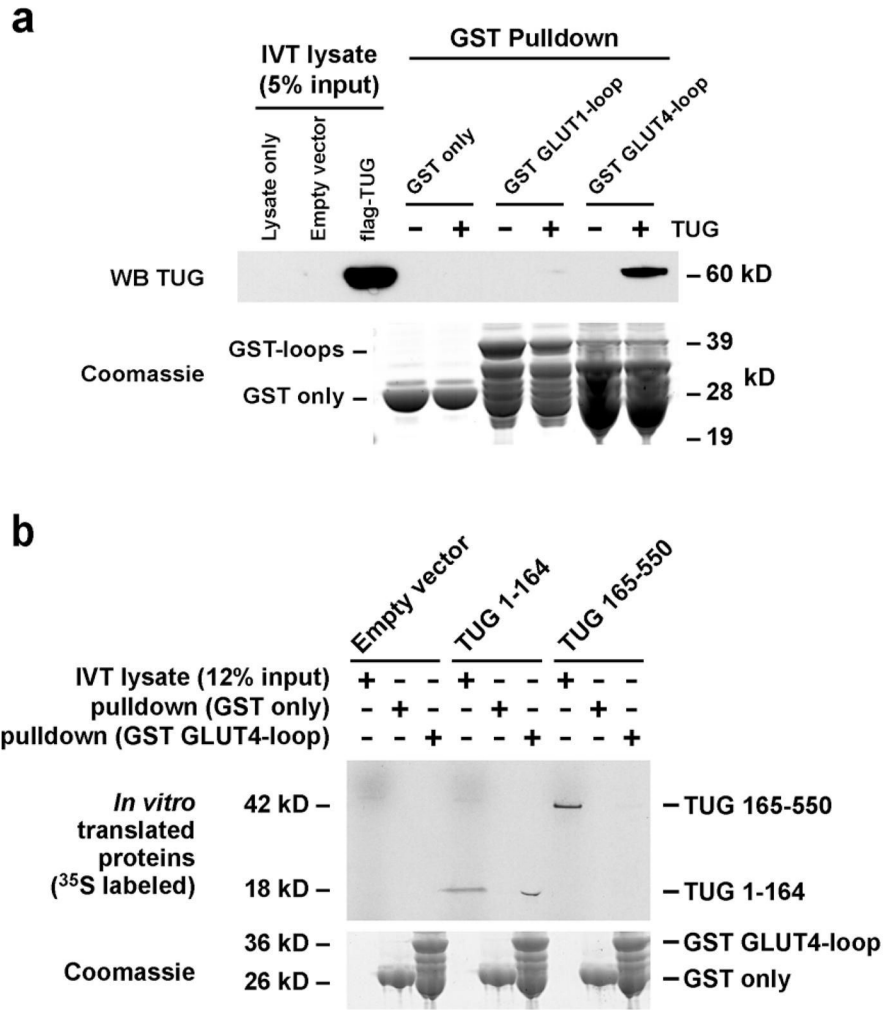 a
GST Pulldown
IVT lysate
(5% input)
Lysate only
Empty vector
flag-TUG
GST only
GST GLUT1-loop
GST GLUT4-loop
– + – + – + TUG
WB TUG – 60 kD
GST-loops – – 39
Coomassie kD
GST only – – 28
– 19
b
Empty vector
TUG 1-164
TUG 165-550
IVT lysate (12% input) + – – + – – + – –
pulldown (GST only) – + – – + – – + –
pulldown (GST GLUT4-loop) – – + – – + – – +
In vitro 42 kD – – TUG 165-550
translated
proteins
(35S labeled) 18 kD – – TUG 1-164
36 kD – – GST GLUT4-loop
Coomassie
26 kD – – GST only